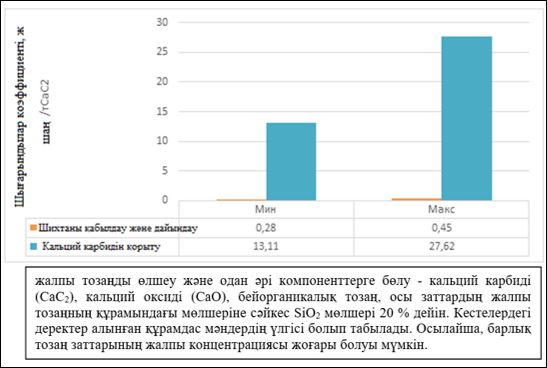 Шығарындылар коэффициенті, ж
шаң /тСаС2
30
25
20
15
10
5
0
Мин Макс
Шихтаны қабылдау және дайындау 0,28 0,45
Кальций карбидін қорыту 13,11 27,62
жалпы тозаңды өлшеу және одан әрі компоненттерге бөлу - кальций карбиді
(CaC₂), кальций оксиді (CaO), бейорганикалық тозаң, осы заттардың жалпы
тозаңның құрамындағы мөлшеріне сәйкес SiO₂ мөлшері 20 % дейін. Кестелердегі
деректер алынған құрамдас мәндердің үлгісі болып табылады. Осылайша, барлық
тозаң заттарының жалпы концентрациясы жоғары болуы мүмкін.